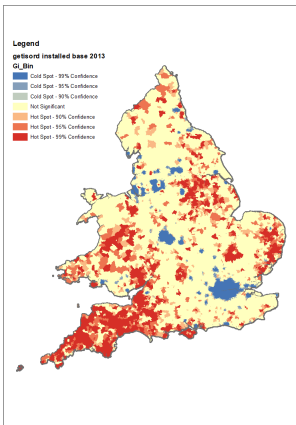 Legend
getisord installed base 2013
Gi_Bin
Cold Spot - 99% Confidence
Cold Spot - 95% Confidence
Cold Spot - 90% Confidence
Not Significant
Hot Spot - 90% Confidence
Hot Spot - 95% Confidence
Hot Spot - 99% Confidence